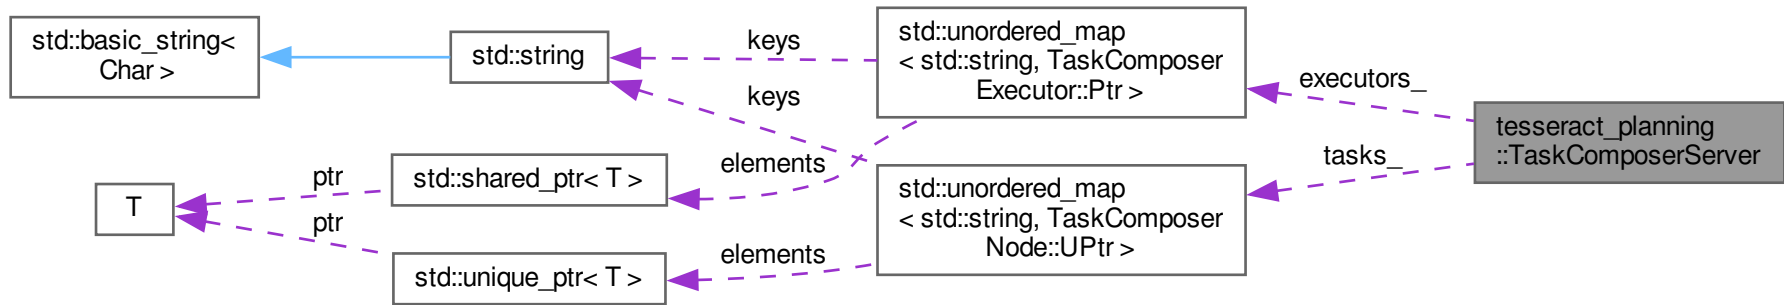 std::basic_string<
Char >
std::string
keys
keys
std::unordered_map
< std::string, TaskComposer
Executor::Ptr >
executors_
tesseract_planning
::TaskComposerServer
tasks_
T
ptr
ptr
std::shared_ptr< T >
elements
std::unordered_map
< std::string, TaskComposer
Node::UPtr >
std::unique_ptr< T >
elements